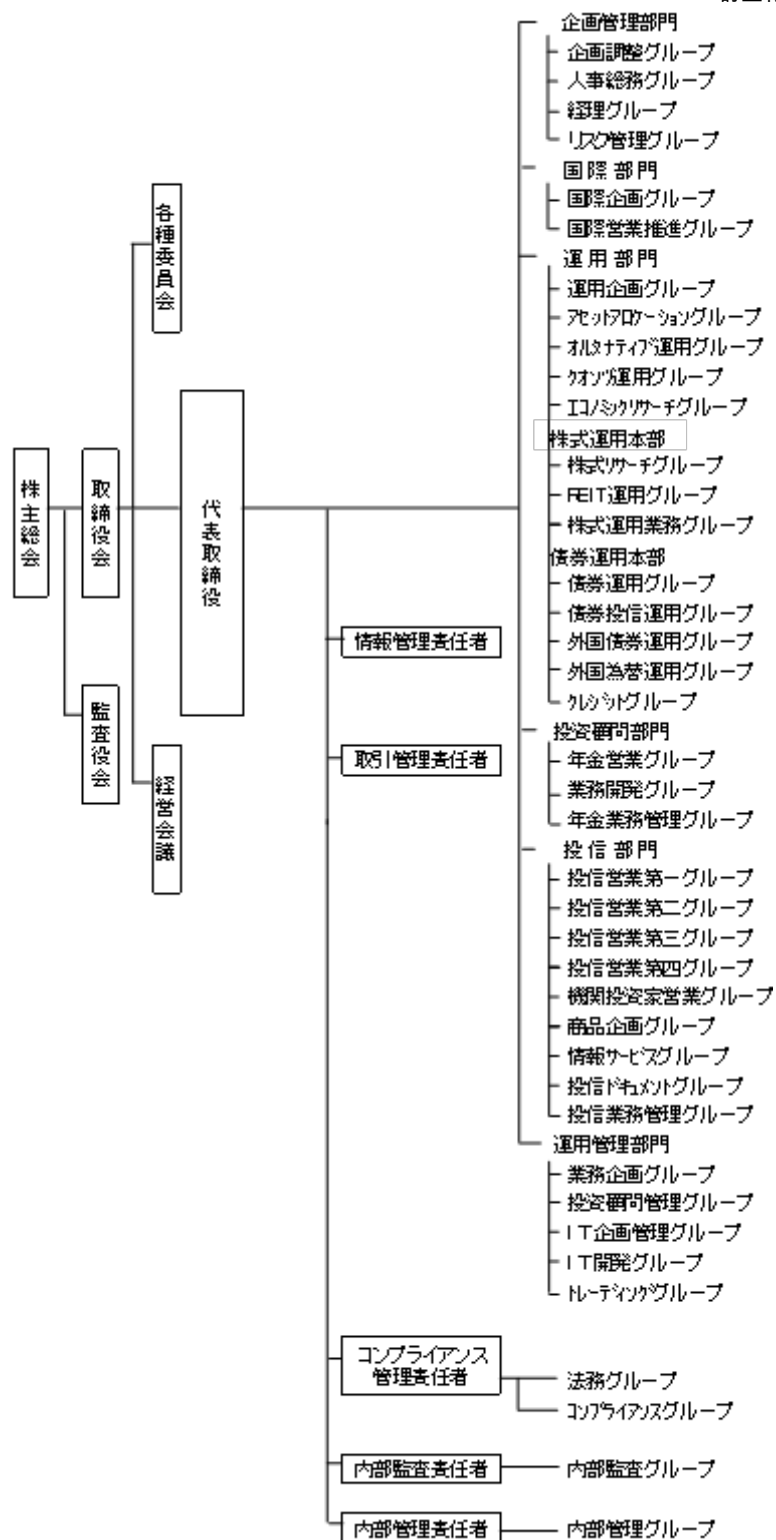 企画管理部門
企画調整グループ
人事総務グループ
経理グループ
リスク管理グループ
国際部門
国際企画グループ
国際営業推進グループ
運用部門
運用企画グループ
アセットアロケーショングループ
オルタナティブ運用グループ
クオンツ運用グループ
エコノミックリサーチグループ
株式運用本部
株式リサーチグループ
REIT運用グループ
株式運用業務グループ
債券運用本部
債券運用グループ
債券投信運用グループ
外国債券運用グループ
外国為替運用グループ
クレジットグループ
投資顧問部門
年金営業グループ
業務開発グループ
年金業務管理グループ
投信部門
投信営業第一グループ
投信営業第二グループ
投信営業第三グループ
投信営業第四グループ
機関投資家営業グループ
商品企画グループ
情報サービスグループ
投信ドキュメントグループ
投信業務管理グループ
運用管理部門
業務企画グループ
投資顧問管理グループ
IT企画管理グループ
IT開発グループ
トレーディンググループ
各種委員会
株主総会
取締役会
代表取締役
監査役会
経営会議
情報管理責任者
取引管理責任者
コンプライアンス
管理責任者
法務グループ
コンプライアンスグループ
内部監査責任者
内部監査グループ
内部管理責任者
内部管理グループ